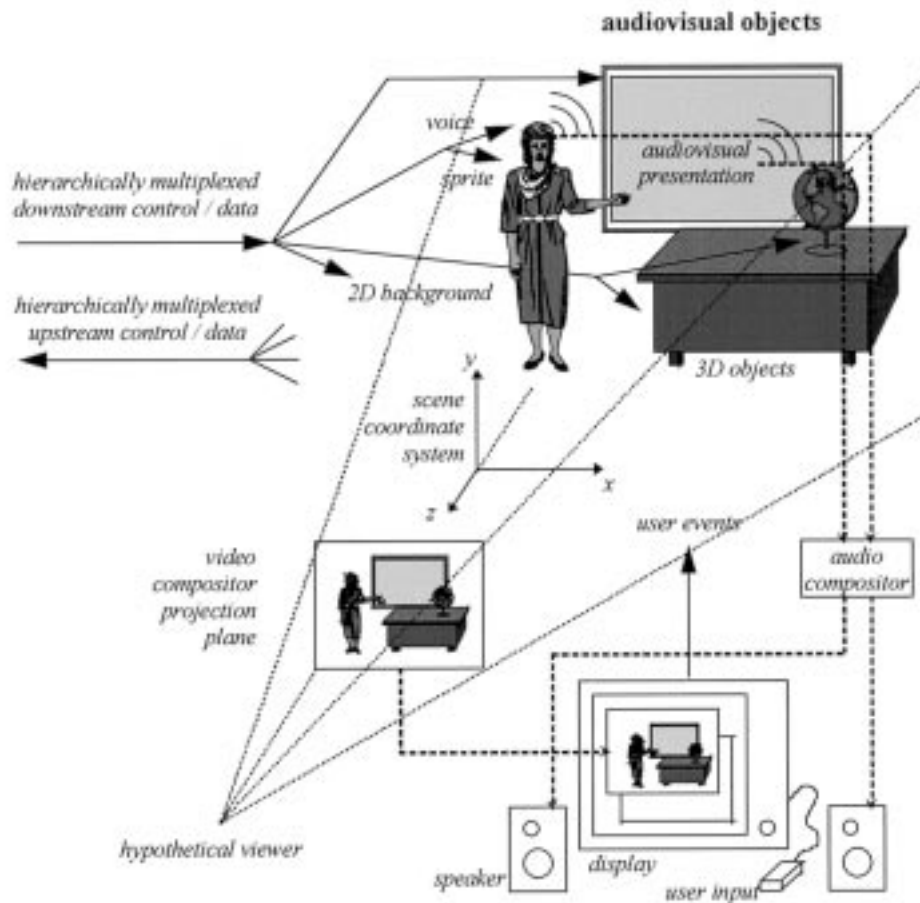 audiovisual objects
voice
sprite
audiovisual
presentation
hierarchically multiplexed
downstream control / data
2D background
hierarchically multiplexed
upstream control / data
3D objects
y
scene
coordinate
system
x
z
user events
video
compositor
projection
plane
audio
compositor
hypothetical viewer
speaker
display
user input